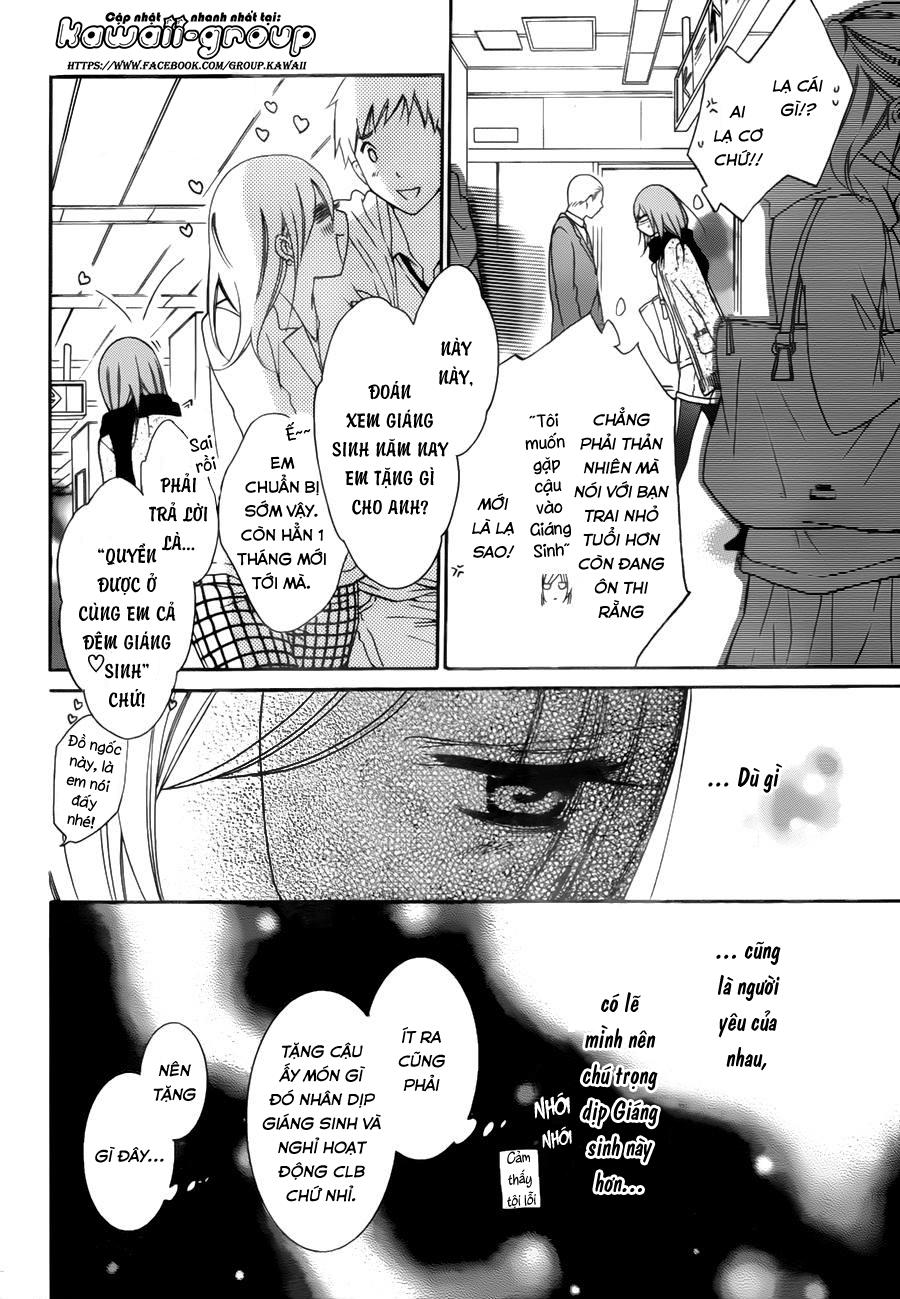 Cập nhật nhanh nhất tại:
kawaii-group
HTTPS://WWW.FACEBOOK.COM/GROUP.KAWAII
LẠ CÁI
GÌ!?
AI
LẠ CƠ
CHỨ!!
CHẲNG
PHẢI THẢN
NHIÊN MÀ
NÓI VỚI BẠN
TRAI NHỎ
TUỔI HƠN
CÒN ĐANG
ÔN THI
RẰNG
"Tôi
muốn
gặp
cậu
vào
Giáng
Sinh"
MỚI
LÀ LẠ
SAO!
NÀY
NÀY,
ĐOÁN
XEM GIÁNG
SINH NĂM NAY
EM TẶNG GÌ
CHO ANH?
Ế~~
EM
CHUẨN BỊ
SỚM VẬY.
CÒN HẲN 1
THÁNG MỚI
TỚI MÀ.
Sai
rồi
PHẢI
TRẢ LỜI
LÀ...
"QUYỀN
ĐƯỢC Ở
CÙNG EM CẢ
ĐÊM GIÁNG
SINH"
CHỨ!
Đồ ngốc
này, là
em nói
đấy
nhé!
... Dù gì
... cũng
là người
yêu của
nhau,
có lẽ
mình nên
chú trọng
dịp Giáng
sinh này
hơn...
NHÓI
NHÓI
Cảm
thấy
tội lỗi
ÍT RA
CŨNG
PHẢI
TẶNG CẬU
ẤY MÓN GÌ
ĐÓ NHÂN DỊP
GIÁNG SINH VÀ
NGHỈ HOẠT
ĐỘNG CLB
CHỨ NHỈ.
NÊN
TẶNG
GÌ ĐÂY...